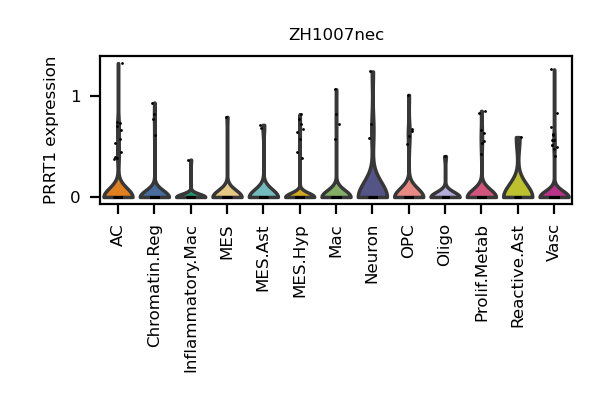 ZH1007nec
PRRT1 expression
1
0
AC
Chromatin.Reg
Inflammatory.Mac
MES
MES.Ast
MES.Hyp
Mac
Neuron
OPC
Oligo
Prolif.Metab
Reactive.Ast
Vasc